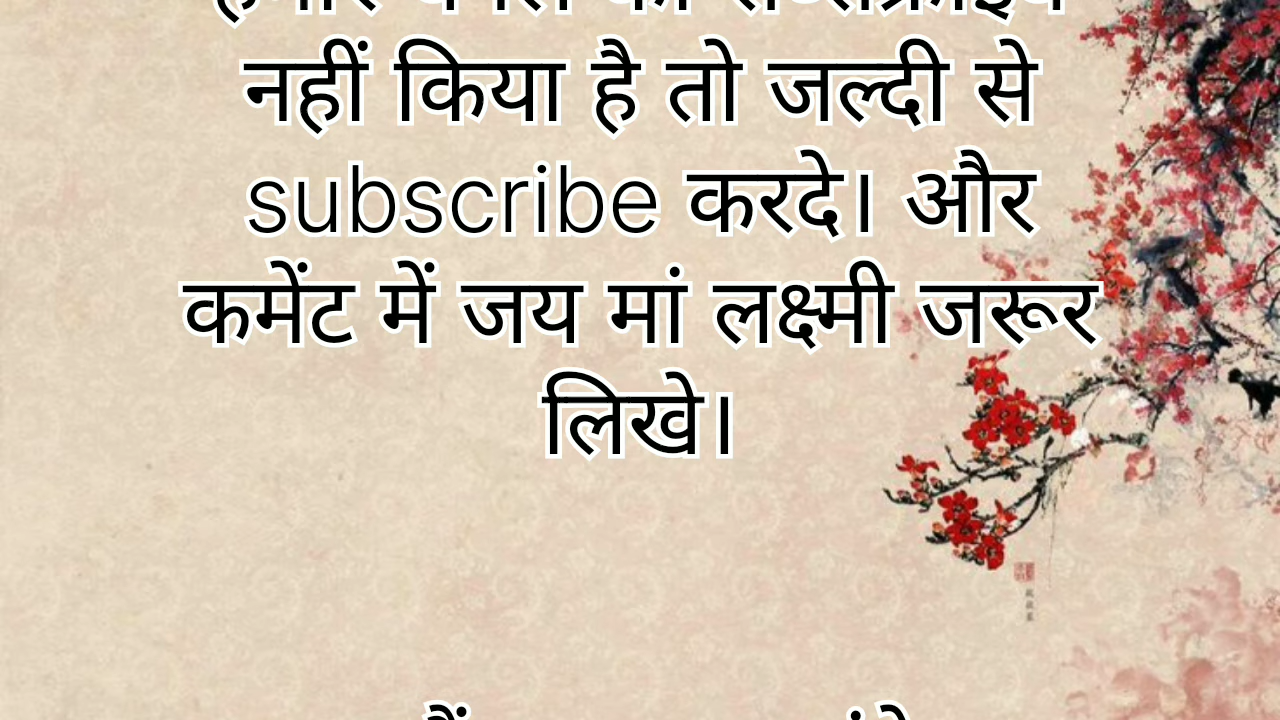 नहीं किया है तो जल्दी से
subscribe करदे। और
कमेंट में जय मां लक्ष्मी जरूर
लिखे।